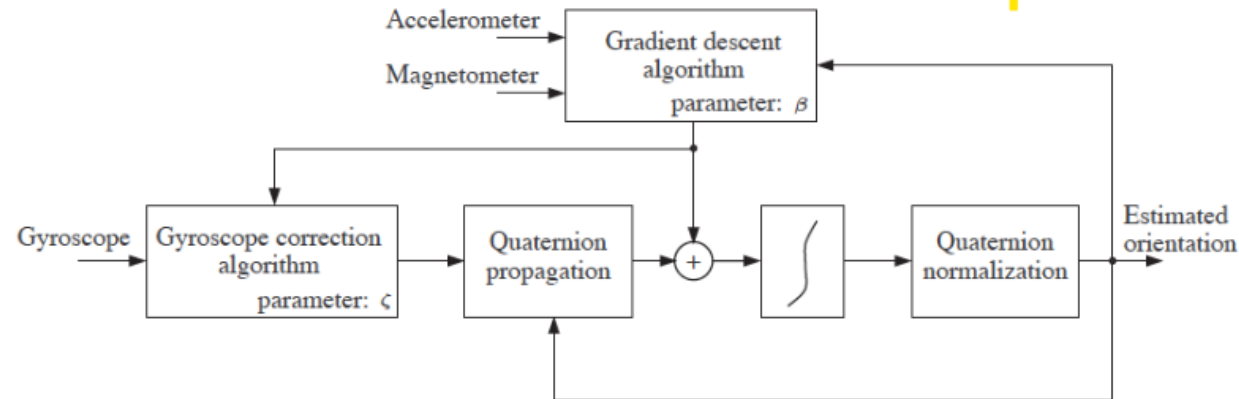 Accelerometer
Magnetometer
Gradient descent
algorithm
parameter: β
Gyroscope
Gyroscope correction
algorithm
parameter: ζ
Quaternion
propagation
+
∫
Quaternion
normalization
Estimated
orientation